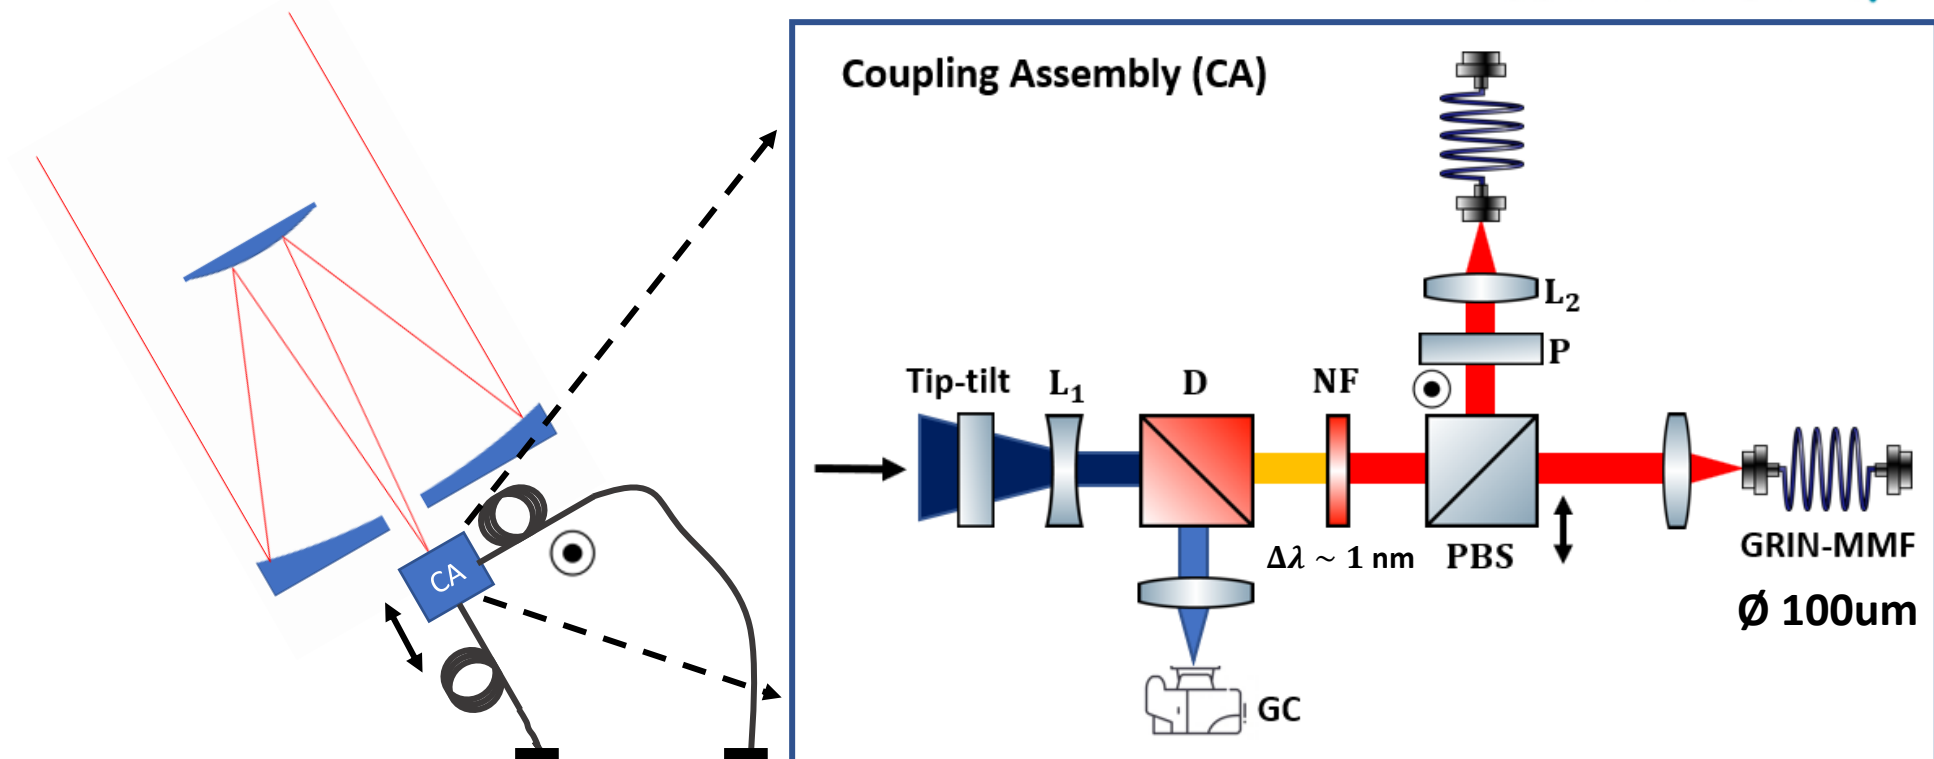 Coupling Assembly (CA)
L₂
P
Tip-tilt L₁ D NF
CA
Δλ ~ 1 nm PBS GRIN-MMF
Ø 100um
GC